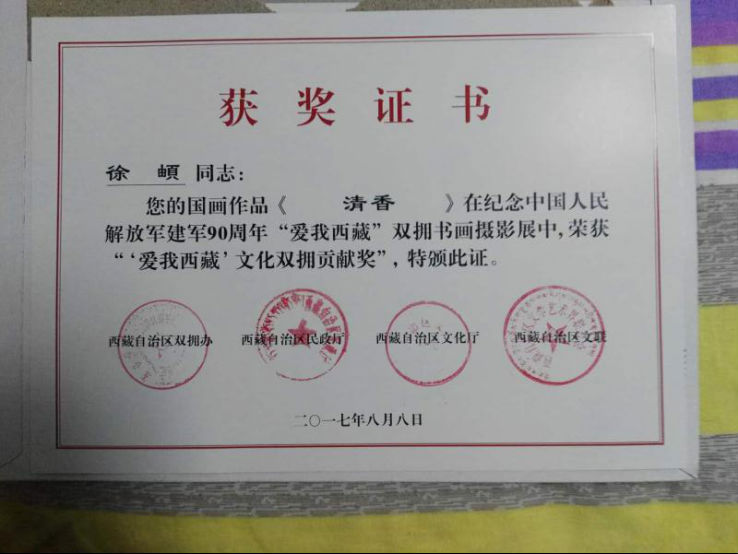 获奖证书
徐𬱖同志：
您的国画作品《 清香 》在纪念中国人民
解放军建军90周年“爱我西藏”双拥书画摄影展中,荣获
“‘爱我西藏’文化双拥贡献奖”, 特颁此证。
西藏自治区双拥办 西藏自治区民政厅 西藏自治区文化厅 西藏自治区文联
二〇一七年八月八日